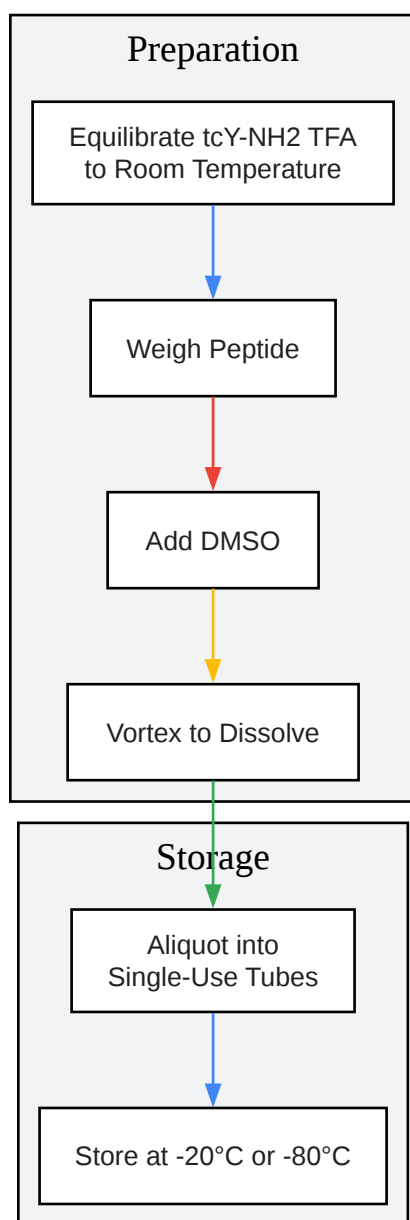 Preparation
Equilibrate tcY-NH2 TFA
to Room Temperature
Weigh Peptide
Add DMSO
Vortex to Dissolve
Storage
Aliquot into
Single-Use Tubes
Store at -20°C or -80°C